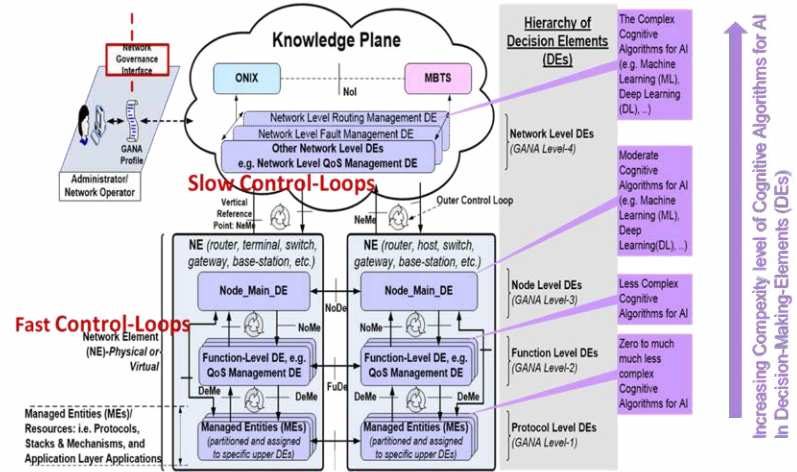 Network
Governance
Interface
GANA
Profile
Administrator/
Network Operator
Knowledge Plane
ONIX
MBTS
NoI
Network Level Routing Management DE
Network Level Fault Management DE
Other Network Level DEs
e.g. Network Level QoS Management DE
Slow Control-Loops
Vertical
Reference
Point: NeMe
NeMe
Outer Control Loop
NE (router, terminal, switch,
gateway, base-station, etc.)
NE (router, host, switch,
gateway, base-station, etc.)
Node_Main_DE
Node_Main_DE
NoDe
Fast Control-Loops
Network Element
(NE)-Physical or
Virtual
NoMe
NoMe
NoMe
NoMe
Function-Level DE, e.g.
QoS Management DE
Function-Level DE, e.g.
QoS Management DE
FuDe
DeMe
DeMe
DeMe
DeMe
Managed Entities (MEs)/
Resources: i.e. Protocols,
Stacks & Mechanisms, and
Application Layer Applications
Managed Entities (MEs)
(partitioned and assigned
to specific upper DEs)
Managed Entities (MEs)
(partitioned and assigned
to specific upper DEs)
Hierarchy of
Decision Elements
(DEs)
Network Level DEs
(GANA Level-4)
Node Level DEs
(GANA Level-3)
Function Level DEs
(GANA Level-2)
Protocol Level DEs
(GANA Level-1)
The Complex
Cognitive
Algorithms for AI
(e.g. Machine
Learning (ML),
Deep Learning
(DL), ..)
Moderate
Cognitive
Algorithms for AI
(e.g. Machine
Learning (ML),
Deep
Learning(DL), ..)
Less Complex
Cognitive
Algorithms for AI
Zero to much
much less
complex
Cognitive
Algorithms for AI
Increasing Compexity level of Cognitive Algorithms for AI
In Decision-Making-Elements (DEs)